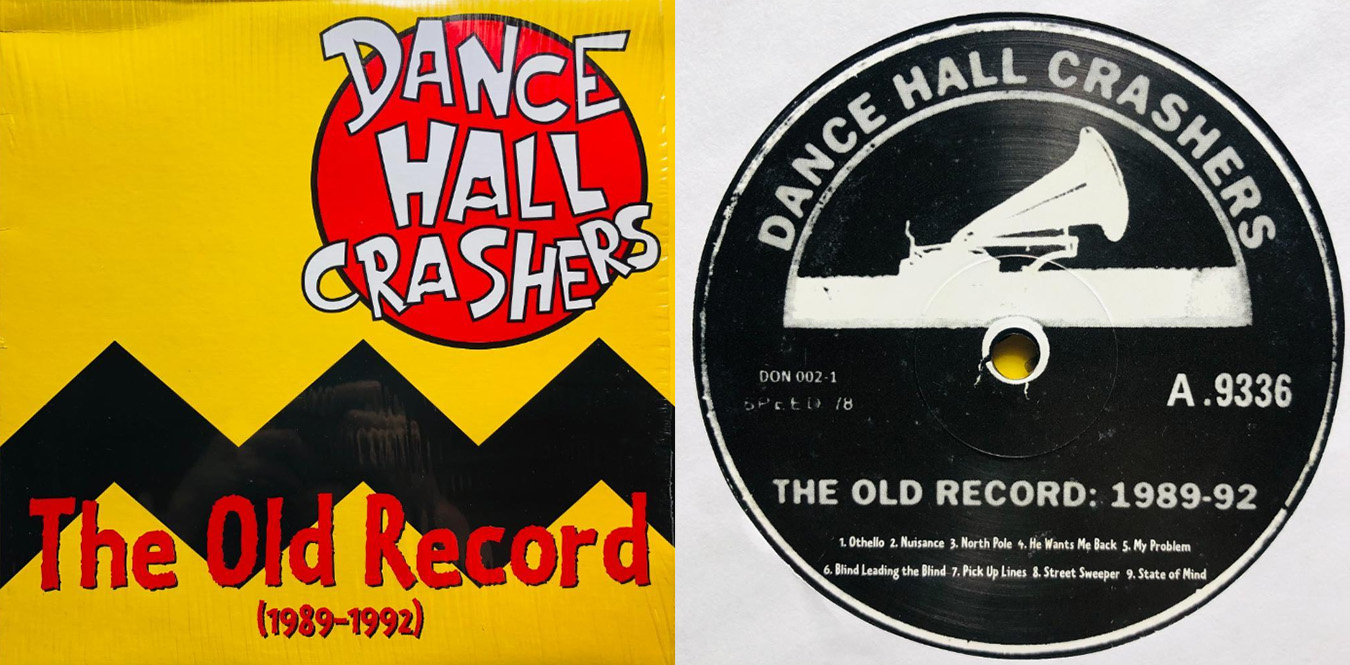 DANCE
HALL
CRASHERS
The Old Record
(1989-1992)
DANCE HALL CRASHERS
DON 002-1
SPEED 78
A.9336
THE OLD RECORD: 1989-92
1. Othello 2. Nuisance 3. North Pole 4. He Wants Me Back 5. My Problem
6. Blind Leading the Blind 7. Pick Up Lines 8. Street Sweeper 9. State of Mind